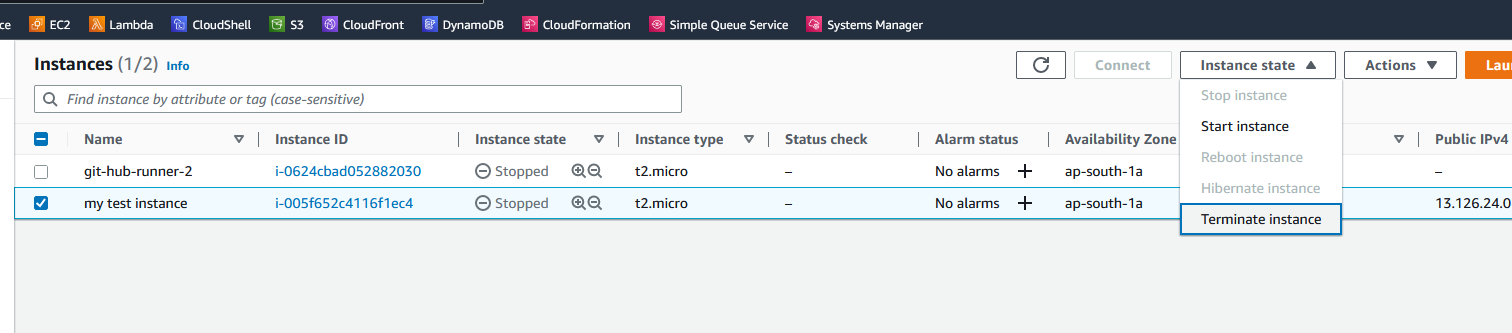 ce EC2 Lambda CloudShell S3 CloudFront DynamoDB CloudFormation Simple Queue Service Systems Manager
Instances (1/2) Info Connect Instance state Actions Lau
Find instance by attribute or tag (case-sensitive)
Stop instance
Start instance
Name Instance ID Instance state Instance type Status check Alarm status Availability Zone Public IPv4
Reboot instance
git-hub-runner-2 i-0624cbad052882030 Stopped t2.micro – No alarms ap-south-1a –
Hibernate instance
my test instance i-005f652c4116f1ec4 Stopped t2.micro – No alarms ap-south-1a 13.126.24.0
Terminate instance